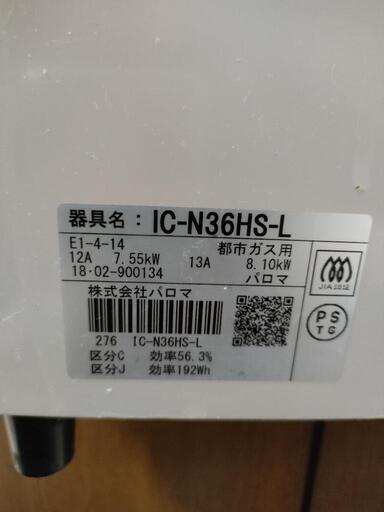 器具名： IC-N36HS-L
E1-4-14 都市ガス用
12A 7.55kW 13A 8.10kW
18・02-900134 パロマ
株式会社パロマ
276 IC-N36HS-L
区分C 効率56.3%
区分J 効率192Wh
JIA 2012
PS
TG